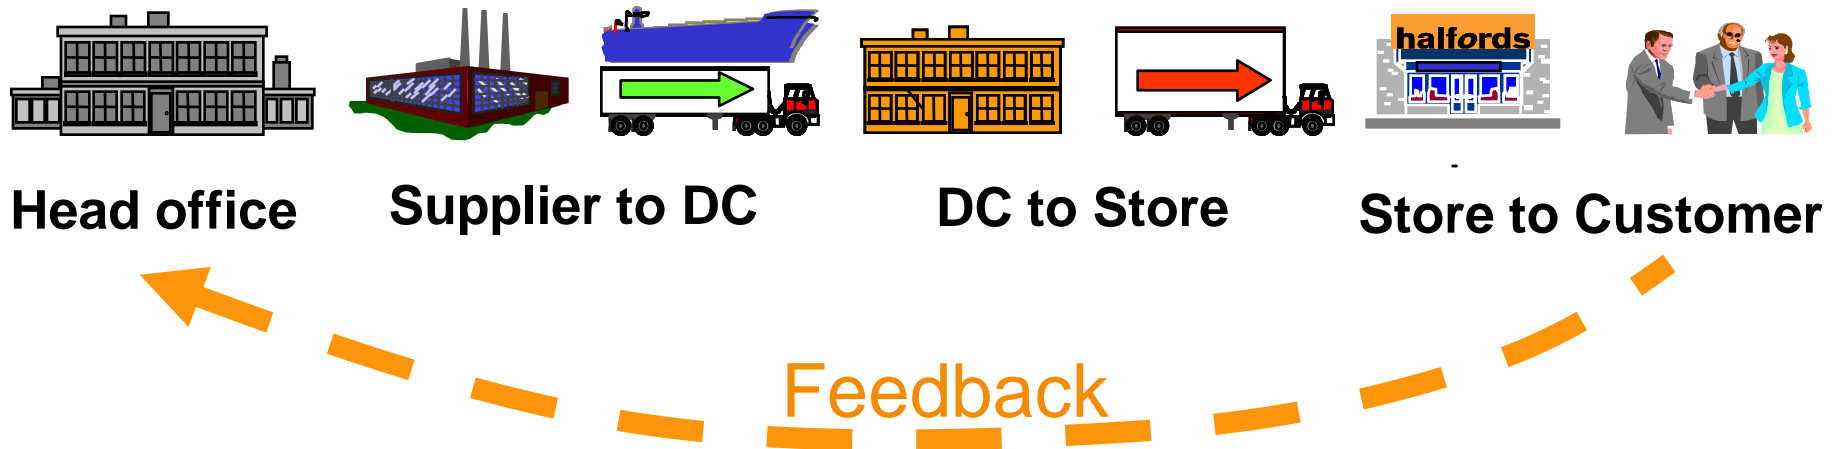 halfords
-
Head office
Supplier to DC
DC to Store
Store to Customer
Feedback